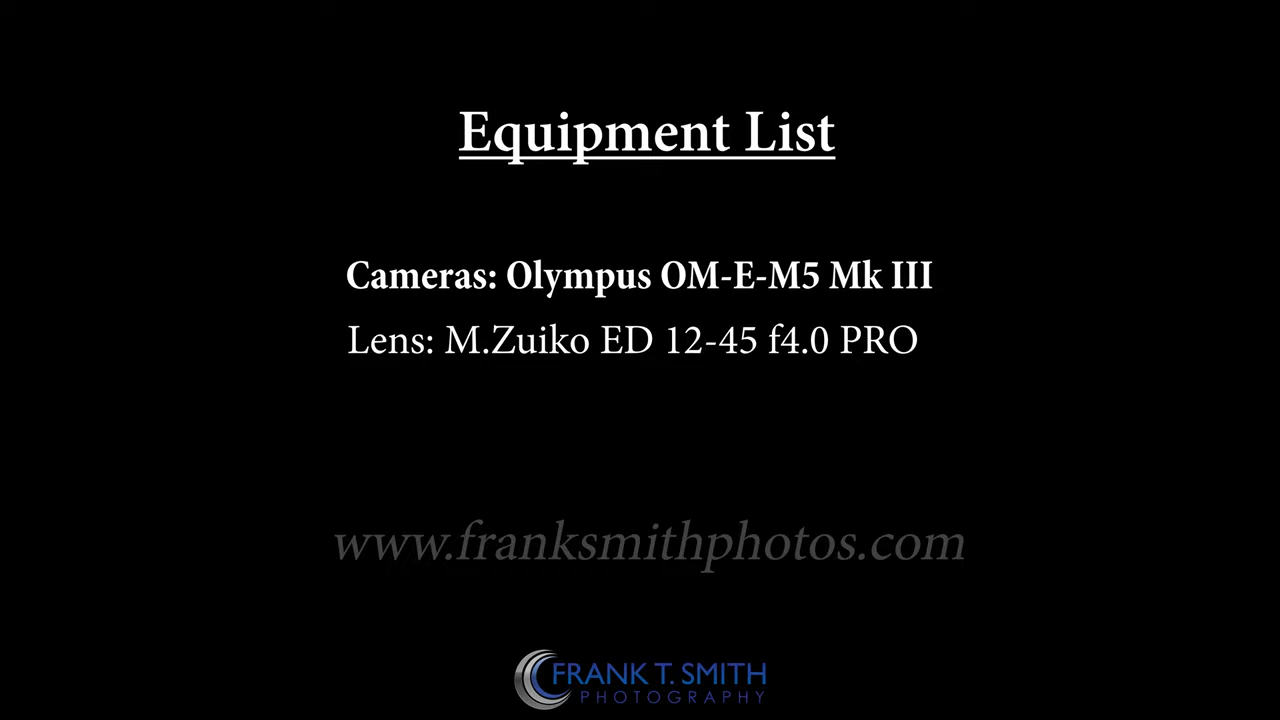 Equipment List
Cameras: Olympus OM-E-M5 Mk III
Lens: M.Zuiko ED 12-45 f4.0 PRO
www.franksmithphotos.com
FRANK T. SMITH
PHOTOGRAPHY